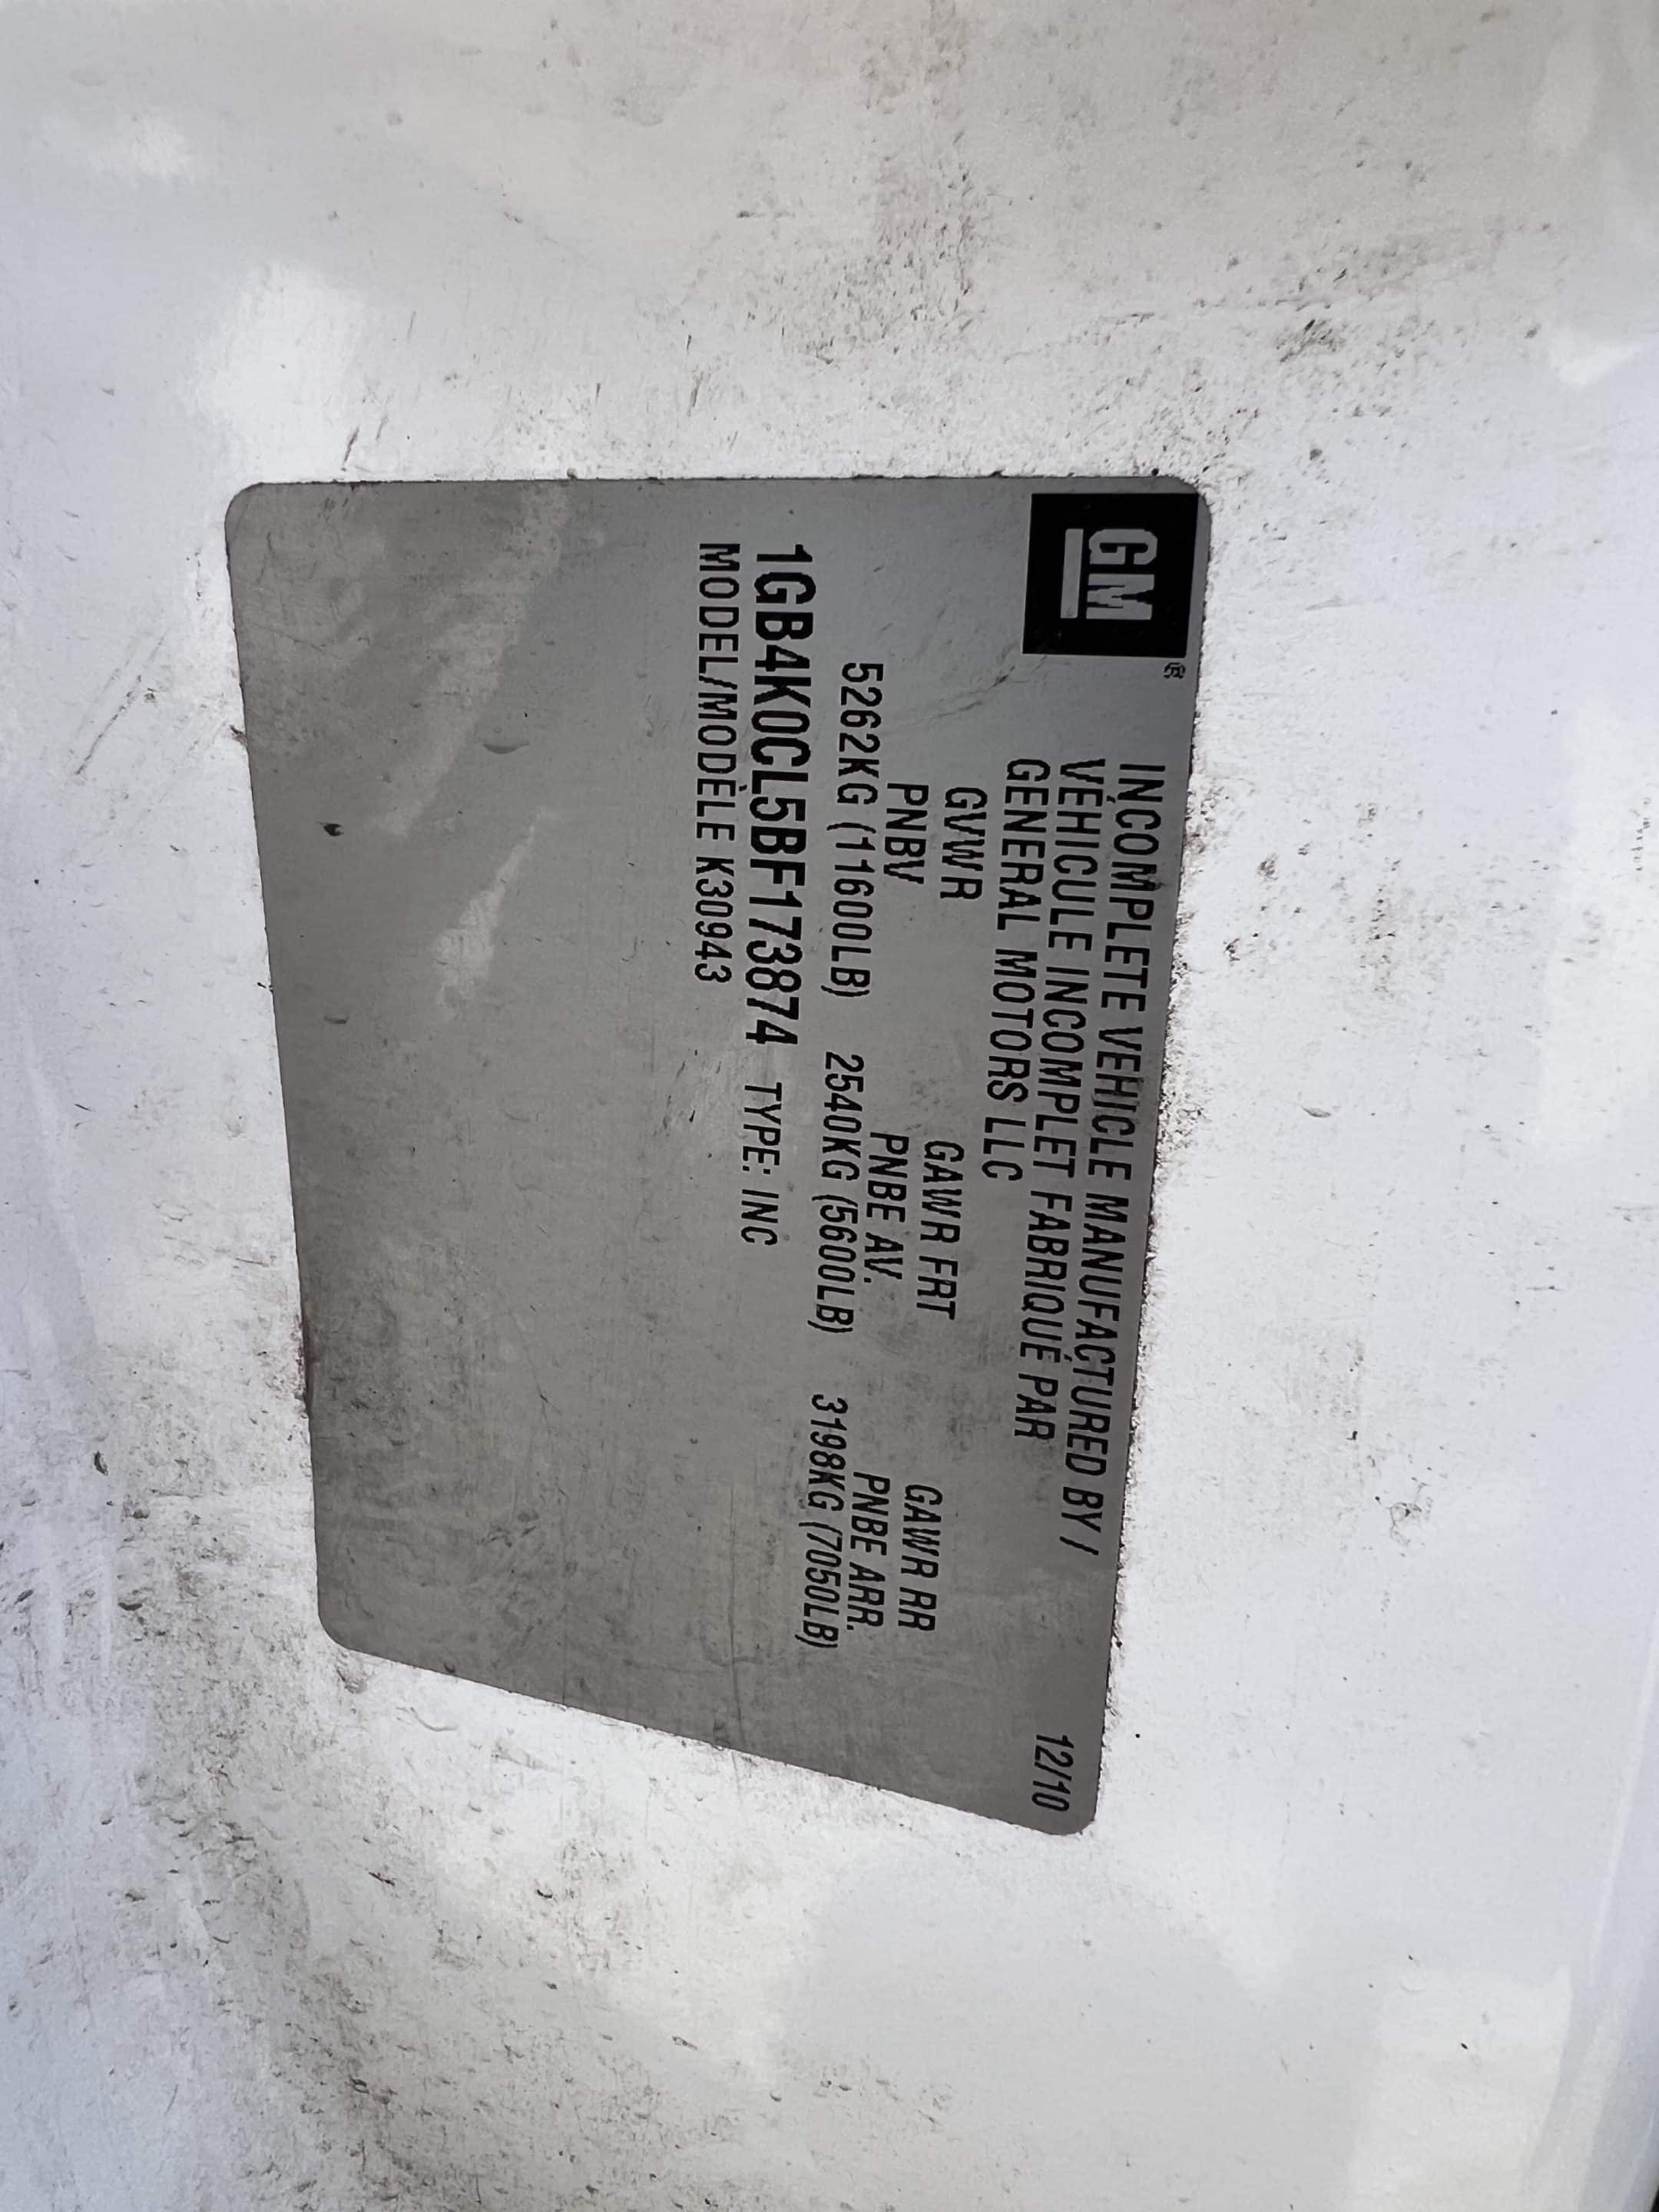 GM®
INCOMPLETE VEHICLE MANUFACTURED BY /
VÉHICULE INCOMPLET FABRIQUÉ PAR
GENERAL MOTORS LLC
12/10
GVWR GAWR FRT GAWR RR
PNBV PNBE AV. PNBE ARR.
5262KG (11600LB) 2540KG (5600LB) 3198KG (7050LB)
1GB4K0CL5BF173874 TYPE: INC
MODEL/MODÈLE K30943